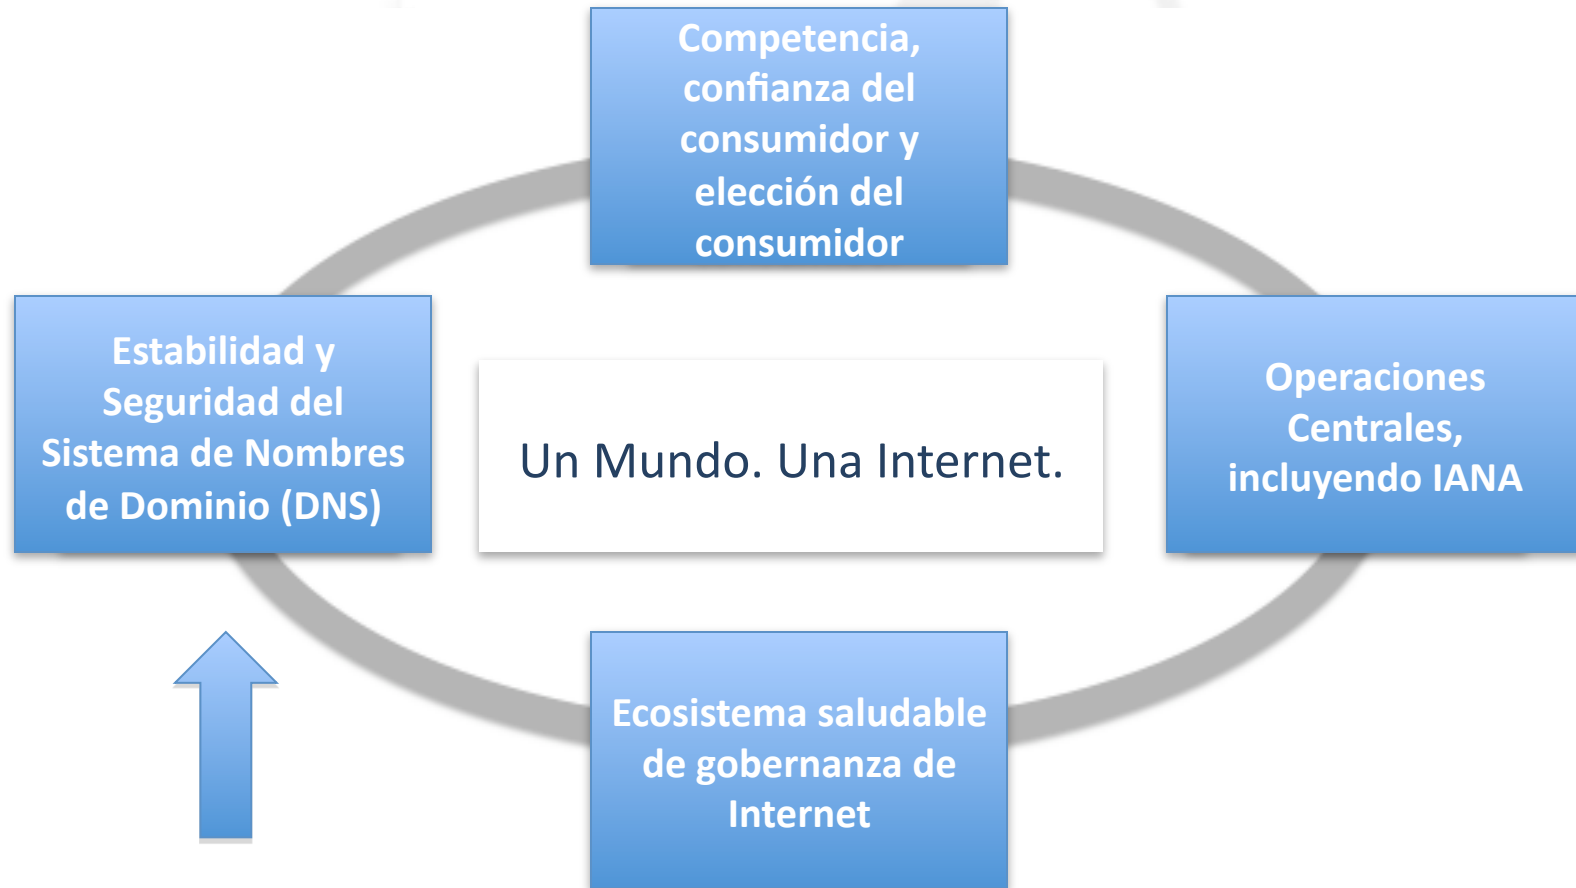 Competencia,
confianza del
consumidor y
elección del
consumidor
Estabilidad y
Seguridad del
Sistema de Nombres
de Dominio (DNS)
Un Mundo. Una Internet.
Operaciones
Centrales,
incluyendo IANA
Ecosistema saludable
de gobernanza de
Internet